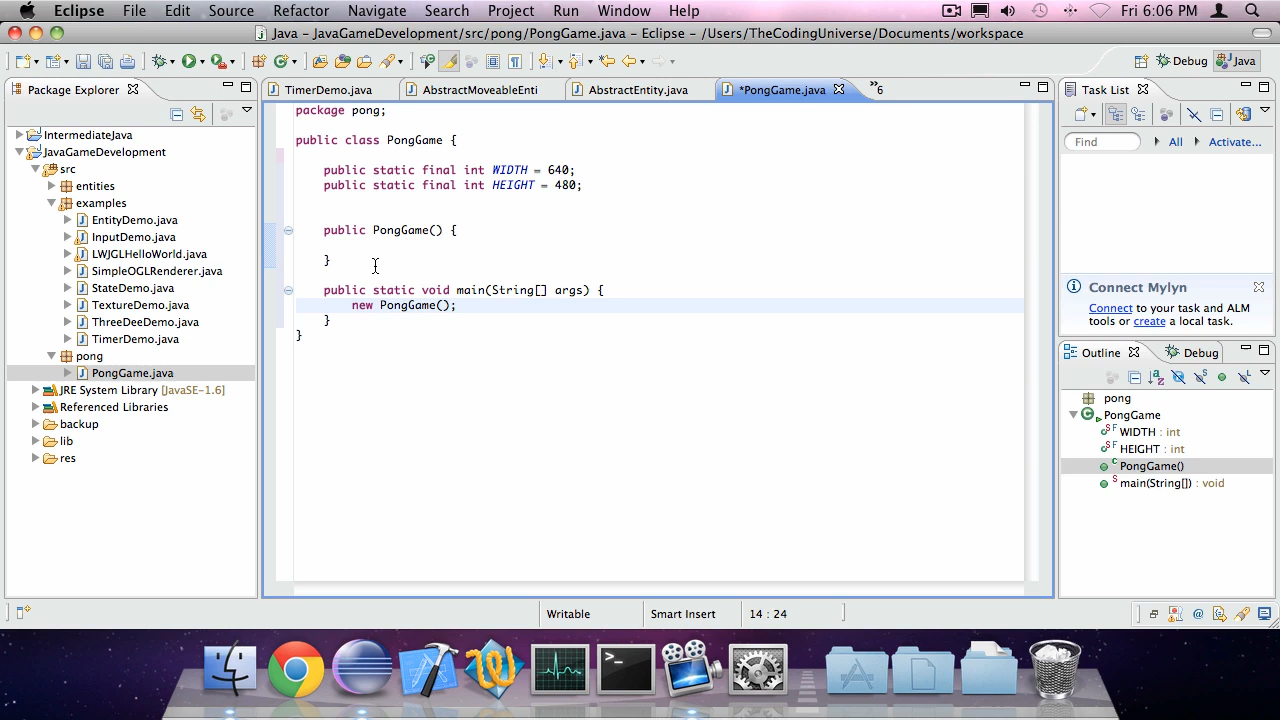 Eclipse File Edit Source Refactor Navigate Search Project Run Window Help Fri 6:06 PM
Java – JavaGameDevelopment/src/pong/PongGame.java – Eclipse – /Users/TheCodingUniverse/Documents/workspace
Debug Java
Package Explorer
IntermediateJava
JavaGameDevelopment
src
entities
examples
EntityDemo.java
InputDemo.java
LWJGLHelloWorld.java
SimpleOGLRenderer.java
StateDemo.java
TextureDemo.java
ThreeDeeDemo.java
TimerDemo.java
pong
PongGame.java
JRE System Library [JavaSE-1.6]
Referenced Libraries
backup
lib
res
TimerDemo.java AbstractMoveableEnti AbstractEntity.java *PongGame.java »6
package pong;
public class PongGame {
public static final int WIDTH = 640;
public static final int HEIGHT = 480;
public PongGame() {
}
public static void main(String[] args) {
new PongGame();
}
}
Task List
Find All Activate...
Connect Mylyn
Connect to your task and ALM
tools or create a local task.
Outline Debug
pong
PongGame
WIDTH : int
HEIGHT : int
PongGame()
main(String[]) : void
Writable Smart Insert 14 : 24